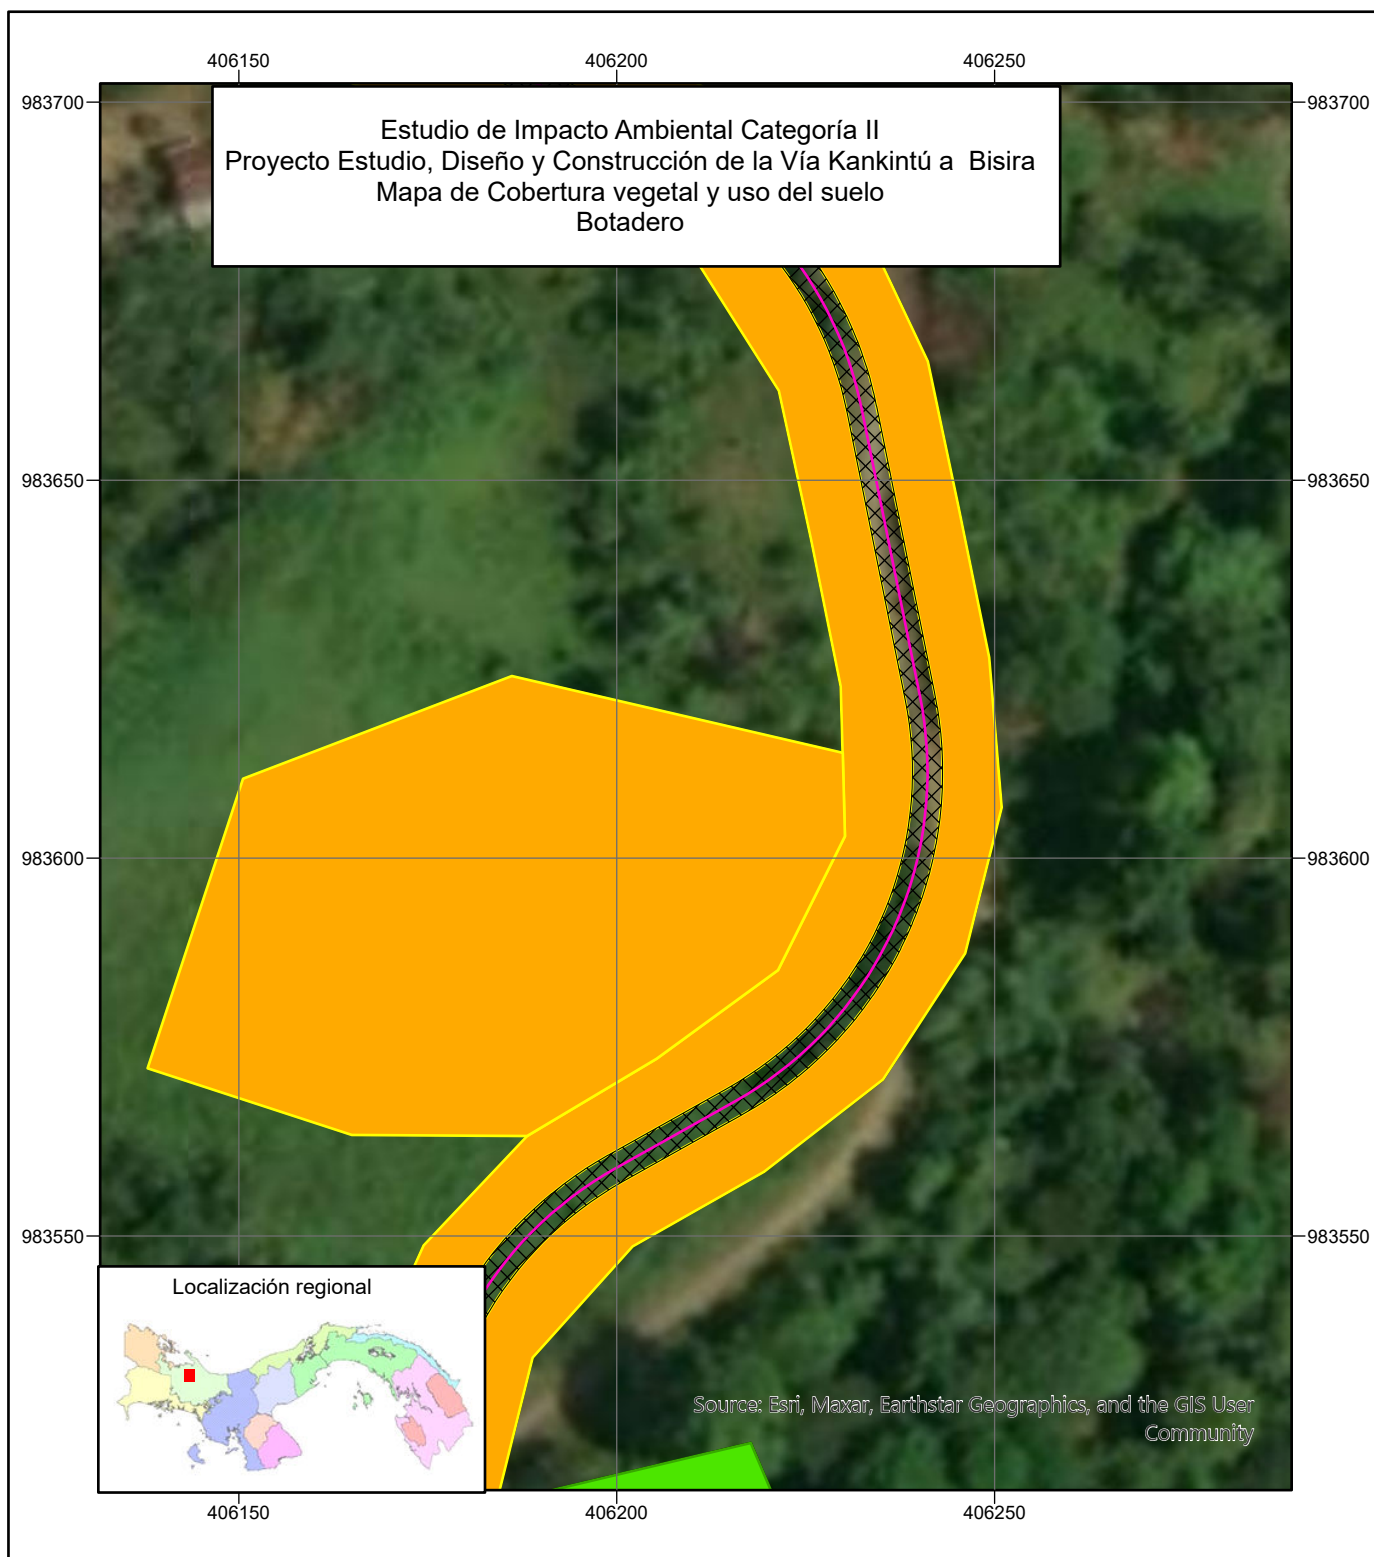 406150 406200 406250
983700 983700
Estudio de Impacto Ambiental Categoría II
Proyecto Estudio, Diseño y Construcción de la Vía Kankintú a Bisira
Mapa de Cobertura vegetal y uso del suelo
Botadero
983650 983650
983600 983600
983550 983550
Localización regional
Source: Esri, Maxar, Earthstar Geographics, and the GIS User
Community
406150 406200 406250